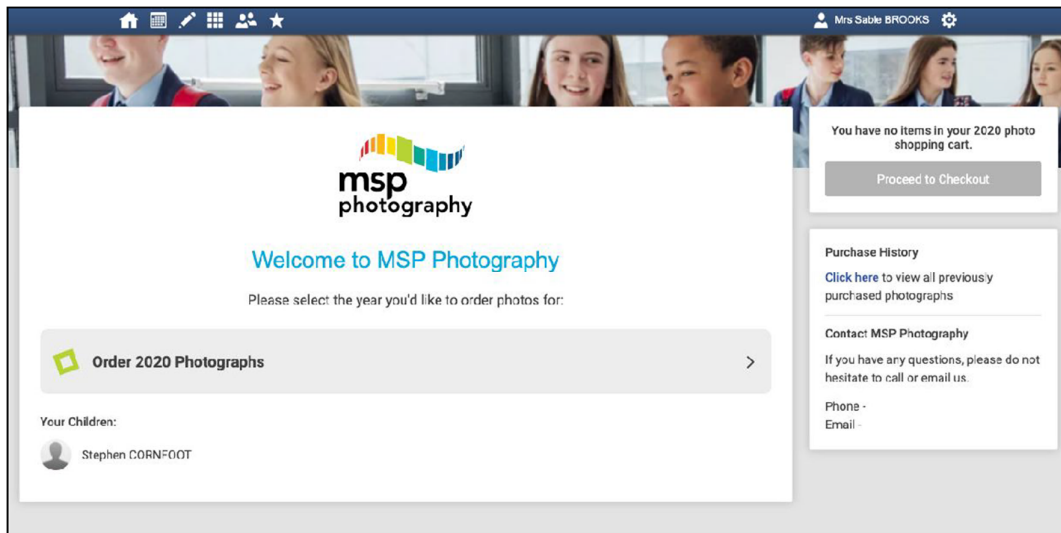 Mrs Sable BROOKS
msp
photography
Welcome to MSP Photography
Please select the year you'd like to order photos for:
Order 2020 Photographs
Your Children:
Stephen CORNFOOT
You have no items in your 2020 photo
shopping cart.
Proceed to Checkout
Purchase History
Click here to view all previously
purchased photographs
Contact MSP Photography
If you have any questions, please do not
hesitate to call or email us.
Phone -
Email -